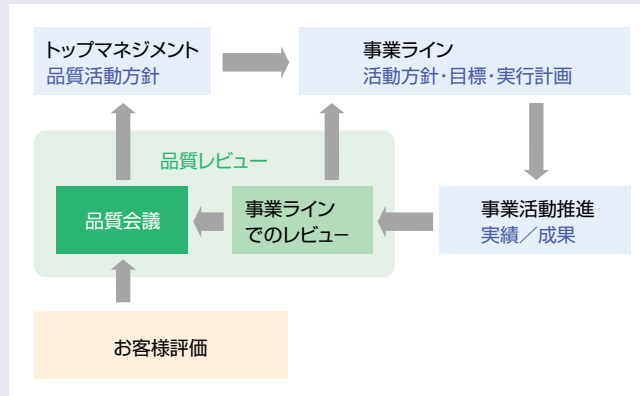 トップマネジメント
品質活動方針
事業ライン
活動方針・目標・実行計画
品質レビュー
品質会議
事業ライン
でのレビュー
事業活動推進
実績／成果
お客様評価